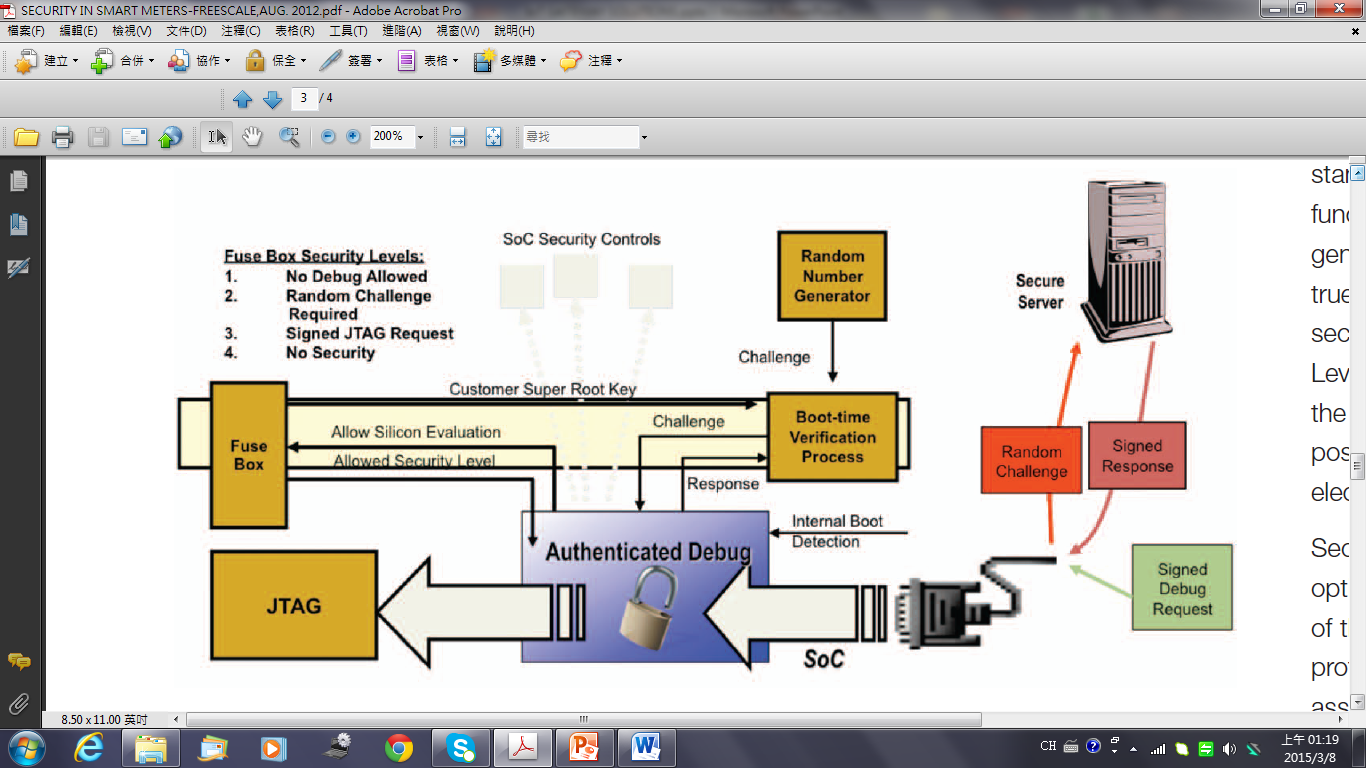 SECURITY IN SMART METERS-FREESCALE,AUG. 2012.pdf - Adobe Acrobat Pro
檔案(F) 編輯(E) 檢視(V) 文件(D) 注釋(C) 表格(R) 工具(T) 進階(A) 視窗(W) 說明(H)
建立 合併 協作 保全 簽署 表格 多媒體 注釋
3 / 4
200% 尋找
Fuse Box Security Levels:
1. No Debug Allowed
2. Random Challenge
Required
3. Signed JTAG Request
4. No Security
SoC Security Controls
Random
Number
Generator
Challenge
Secure
Server
Customer Super Root Key
Fuse
Box
Allow Silicon Evaluation
Allowed Security Level
Challenge
Response
Boot-time
Verification
Process
Random
Challenge
Signed
Response
Internal Boot
Detection
Authenticated Debug
JTAG
SoC
Signed
Debug
Request
star
func
gen
true
sec
Lev
the
pos
elec
Sec
opt
of t
prot
ass
8.50 x 11.00 英吋
CH
上午 01:19
2015/3/8